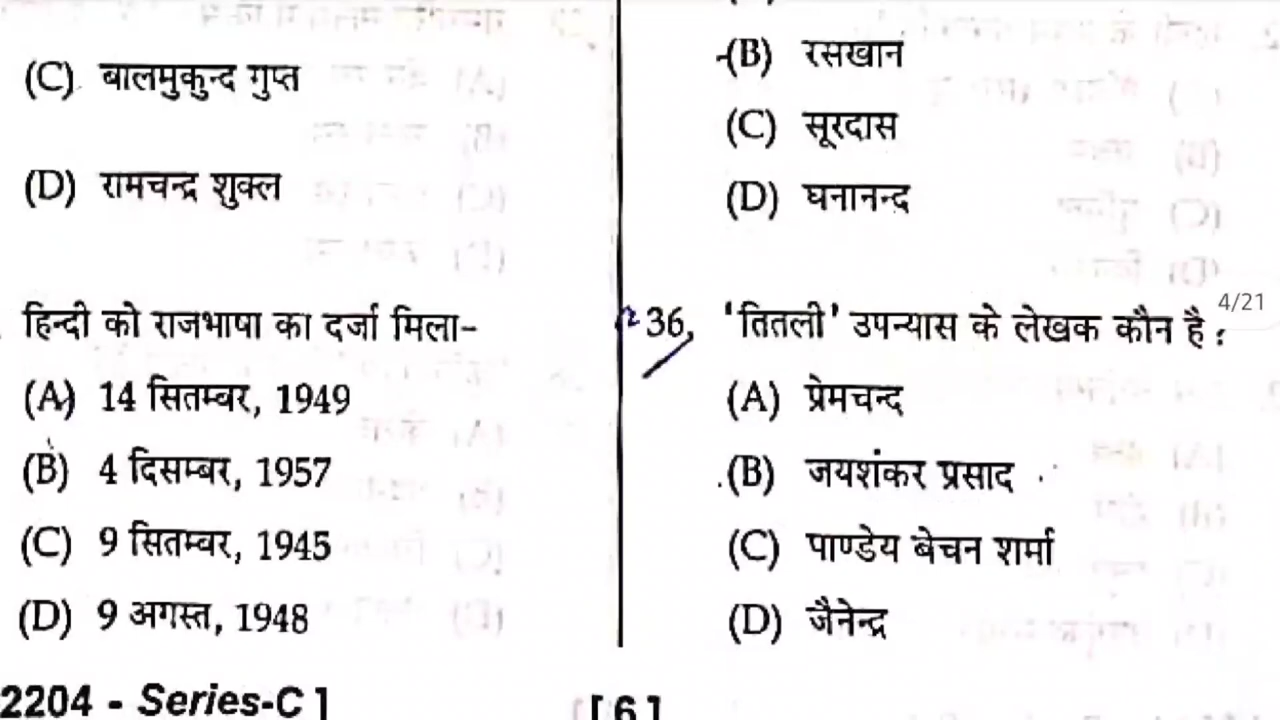 (C) बालमुकुन्द गुप्त
(D) रामचन्द्र शुक्ल
हिन्दी को राजभाषा का दर्जा मिला-
(A) 14 सितम्बर, 1949
(B) 4 दिसम्बर, 1957
(C) 9 सितम्बर, 1945
(D) 9 अगस्त, 1948
(B) रसखान
(C) सूरदास
(D) घनानन्द
36, 'तितली' उपन्यास के लेखक कौन है :
(A) प्रेमचन्द
(B) जयशंकर प्रसाद
(C) पाण्डेय बेचन शर्मा
(D) जैनेन्द्र
4/21
2204 - Series-C ]
[ 6 ]